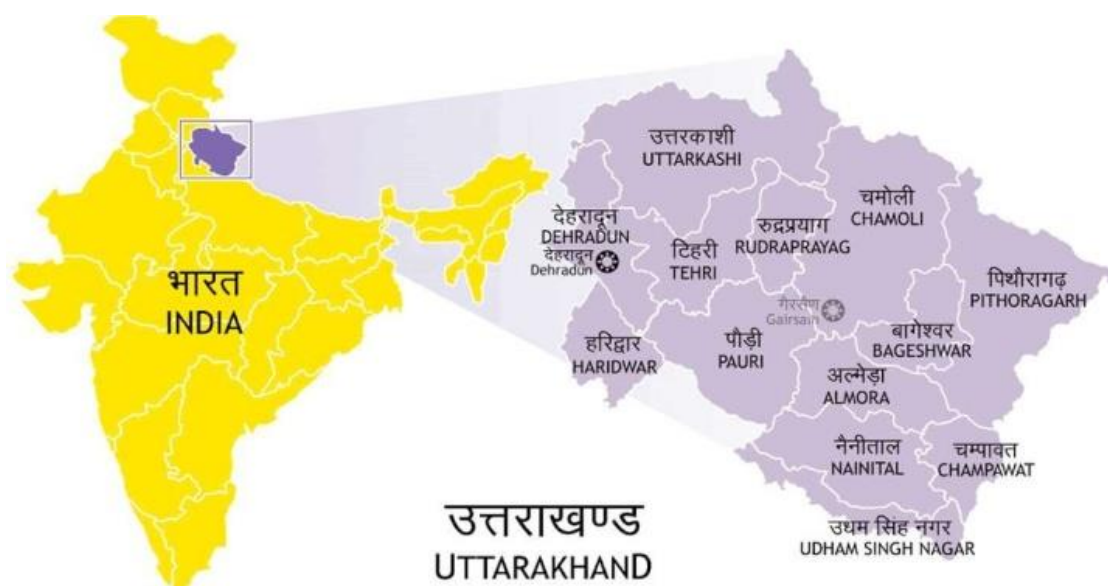 भारत
INDIA
उत्तरकाशी
UTTARKASHI
चमोली
CHAMOLI
देहरादून
DEHRADUN
देहरादून
Dehradun
टिहरी
TEHRI
रुद्रप्रयाग
RUDRAPRAYAG
पिथौरागढ़
PITHORAGARH
गैरसैण
Gairsain
हरिद्वार
HARIDWAR
पौड़ी
PAURI
बागेश्वर
BAGESHWAR
अल्मेड़ा
ALMORA
नैनीताल
NAINITAL
चम्पावत
CHAMPAWAT
उधम सिंह नगर
UDHAM SINGH NAGAR
उत्तराखण्ड
UTTARAKHAND